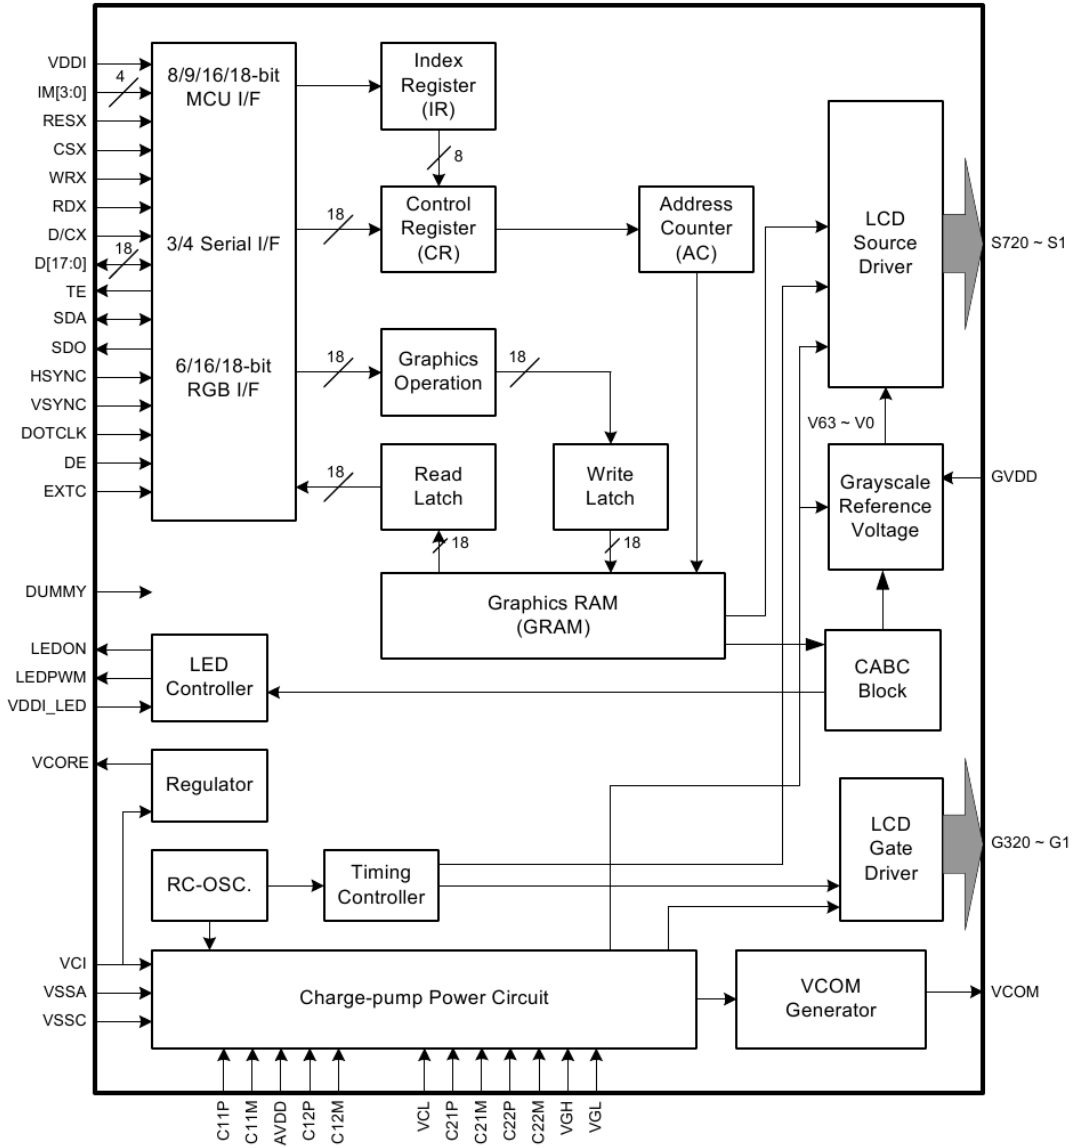 VDDI
IM[3:0]
4
RESX
CSX
WRX
RDX
D/CX
D[17:0]
18
TE
SDA
SDO
HSYNC
VSYNC
DOTCLK
DE
EXTC
DUMMY
LEDON
LEDPWM
VDDI_LED
VCORE
VCI
VSSA
VSSC
8/9/16/18-bit
MCU I/F
3/4 Serial I/F
6/16/18-bit
RGB I/F
Index
Register
(IR)
8
18
Control
Register
(CR)
Address
Counter
(AC)
18
Graphics
Operation
18
18
Read
Latch
Write
Latch
18
18
Graphics RAM
(GRAM)
LCD
Source
Driver
S720 ~ S1
V63 ~ V0
Grayscale
Reference
Voltage
GVDD
CABC
Block
LED
Controller
Regulator
RC-OSC.
Timing
Controller
LCD
Gate
Driver
G320 ~ G1
Charge-pump Power Circuit
VCOM
Generator
VCOM
C11P
C11M
AVDD
C12P
C12M
VCL
C21P
C21M
C22P
C22M
VGH
VGL